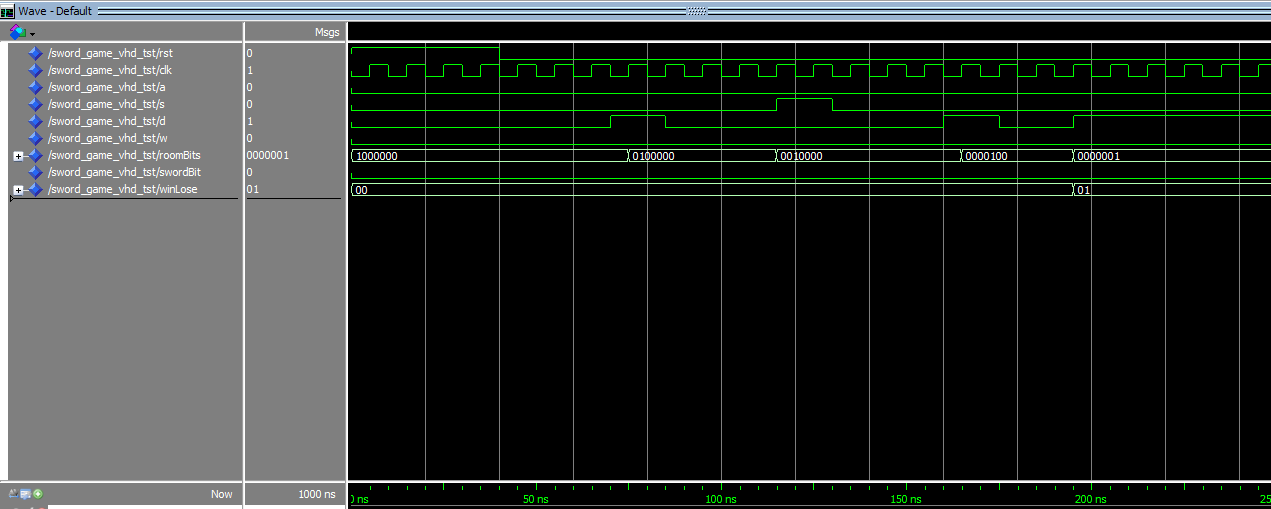 Wave - Default
Msgs
/sword_game_vhd_tst/rst 0
/sword_game_vhd_tst/clk 1
/sword_game_vhd_tst/a 0
/sword_game_vhd_tst/s 0
/sword_game_vhd_tst/d 1
/sword_game_vhd_tst/w 0
/sword_game_vhd_tst/roomBits 0000001 1000000 0100000 0010000 0000100 0000001
/sword_game_vhd_tst/swordBit 0
/sword_game_vhd_tst/winLose 01 00 01
Now 1000 ns 0 ns 50 ns 100 ns 150 ns 200 ns